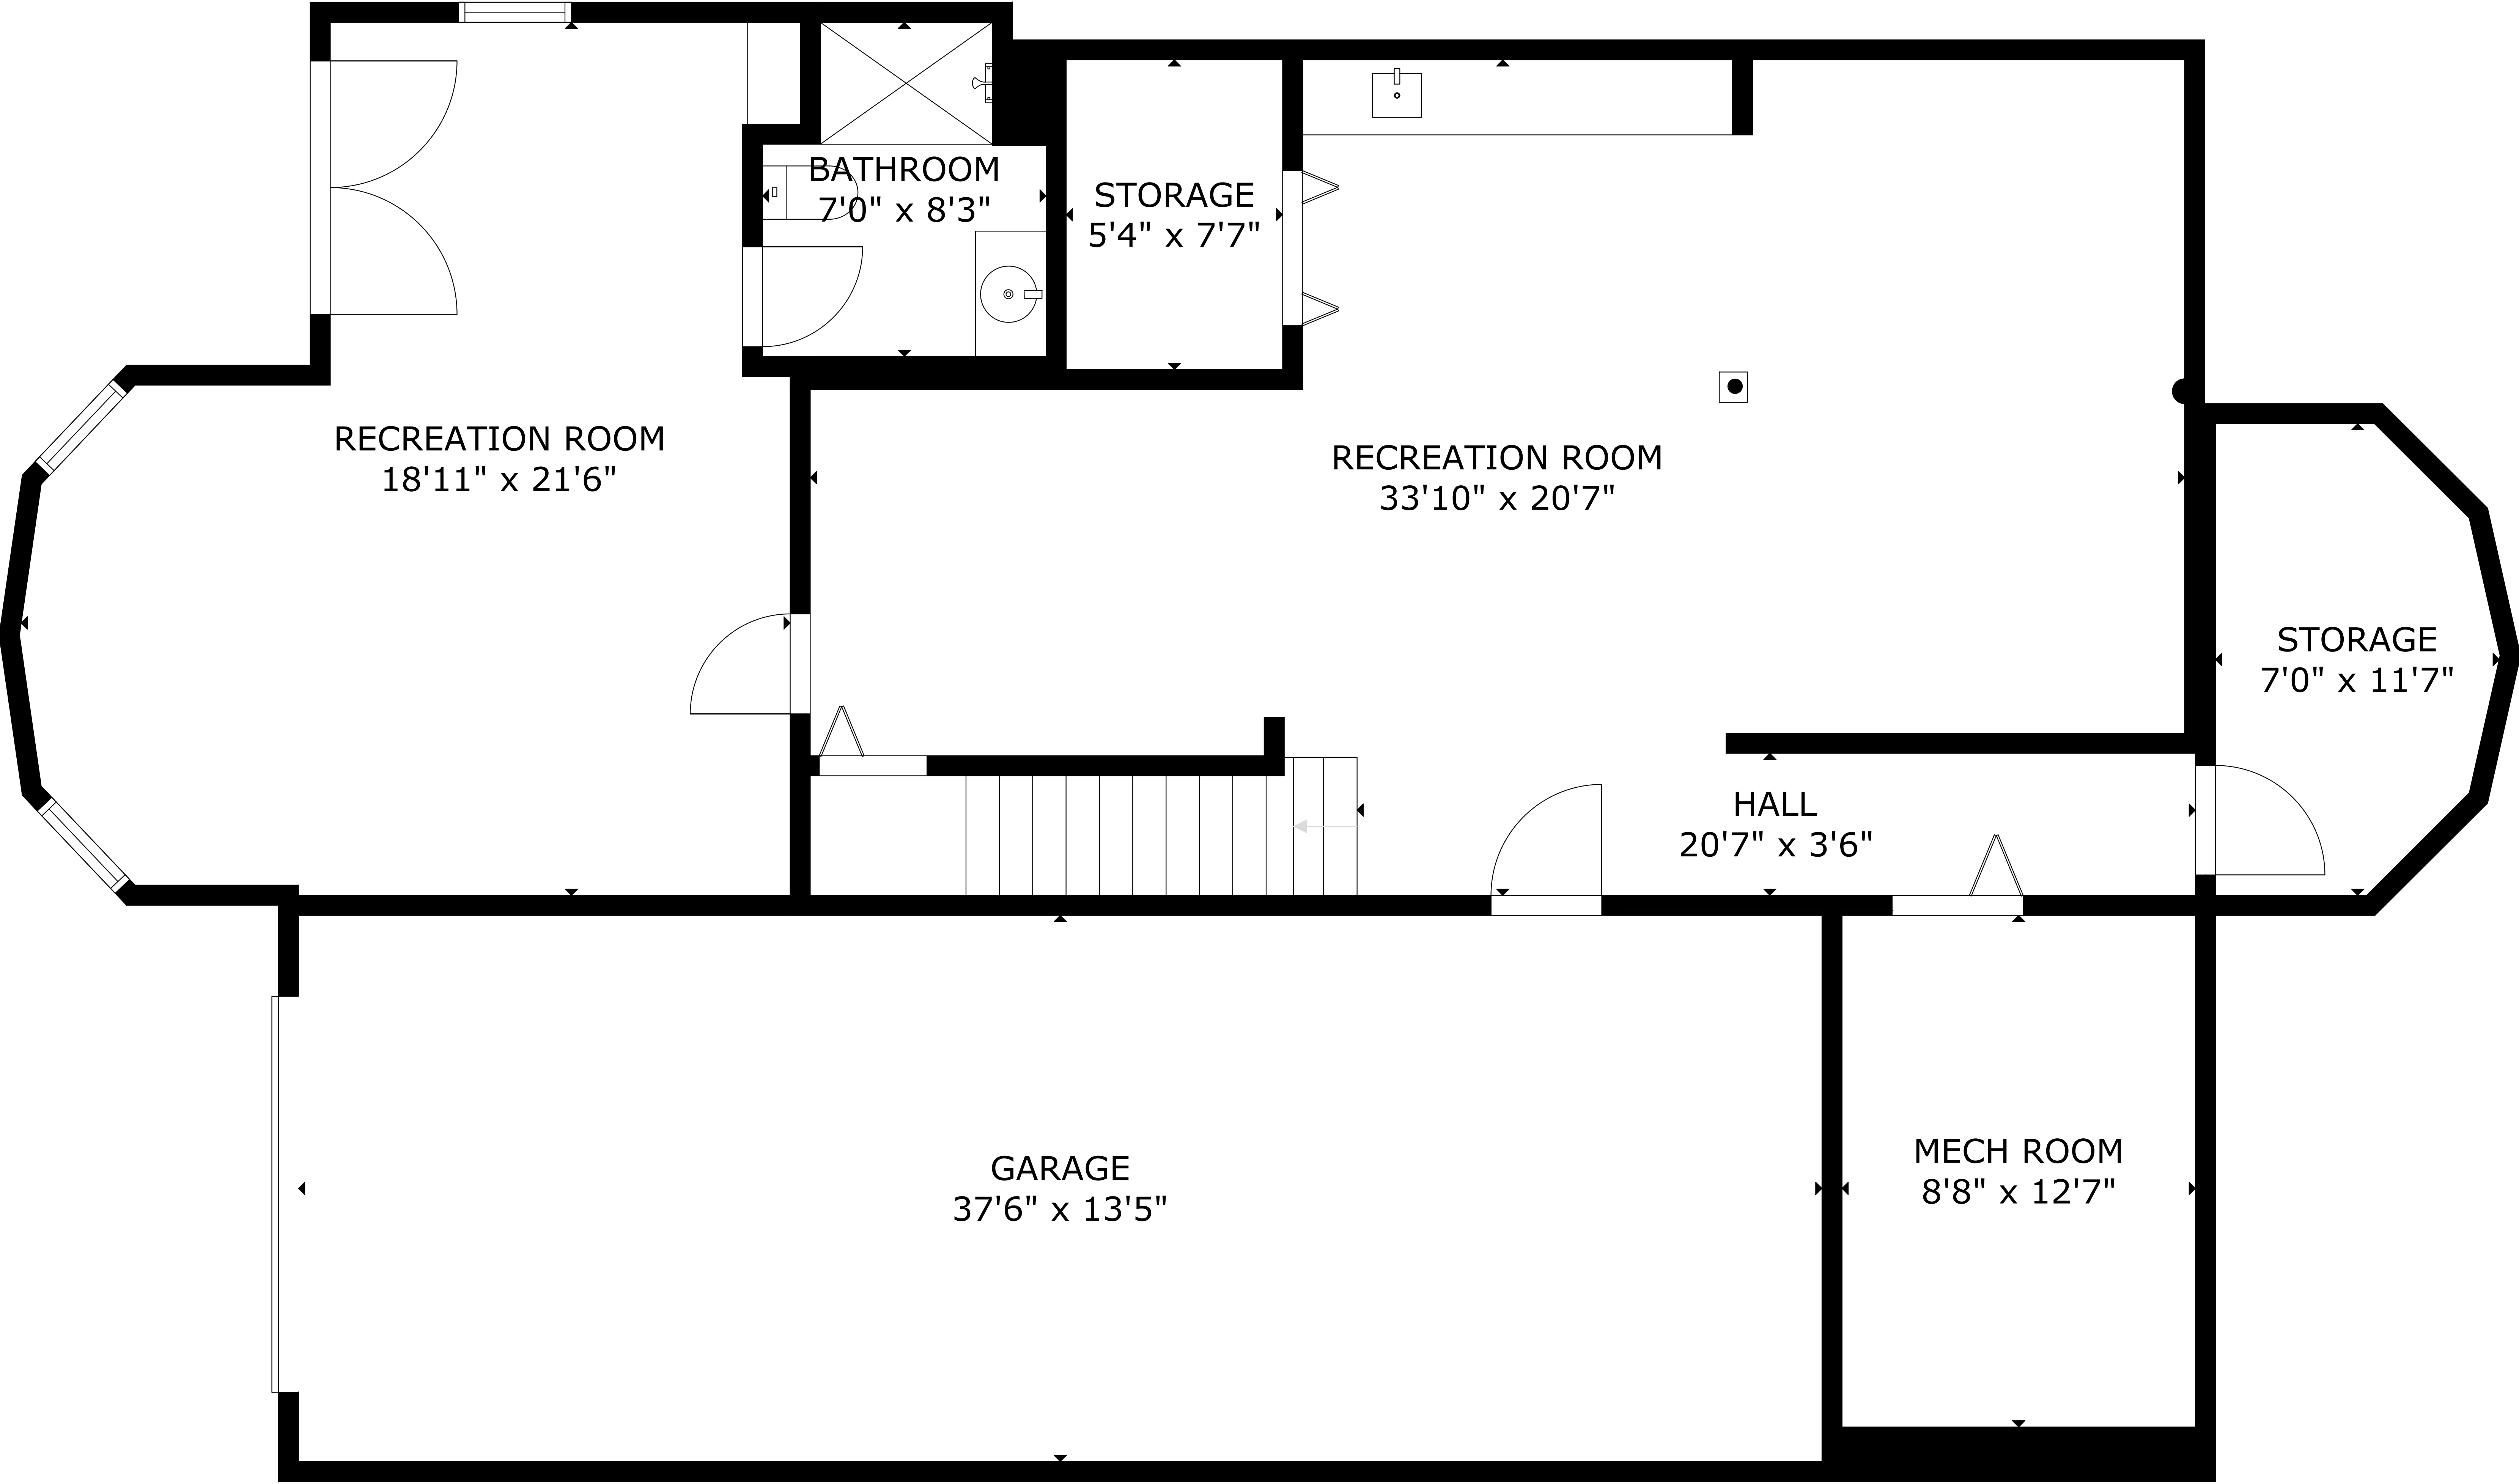 BATHROOM
7'0" x 8'3"
STORAGE
5'4" x 7'7"
RECREATION ROOM
18'11" x 21'6"
RECREATION ROOM
33'10" x 20'7"
STORAGE
7'0" x 11'7"
HALL
20'7" x 3'6"
GARAGE
37'6" x 13'5"
MECH ROOM
8'8" x 12'7"